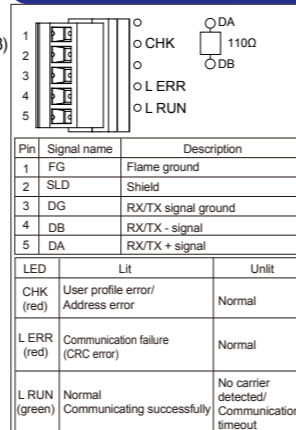 3)
1
2
3
4
5
CHK
L ERR
L RUN
DA
110Ω
DB
Pin Signal name Description
1 FG Flame ground
2 SLD Shield
3 DG RX/TX signal ground
4 DB RX/TX - signal
5 DA RX/TX + signal
LED Lit Unlit
CHK (red) User profile error/ Address error Normal
L ERR (red) Communication failure (CRC error) Normal
L RUN (green) Normal Communicating successfully No carrier detected/ Communication timeout